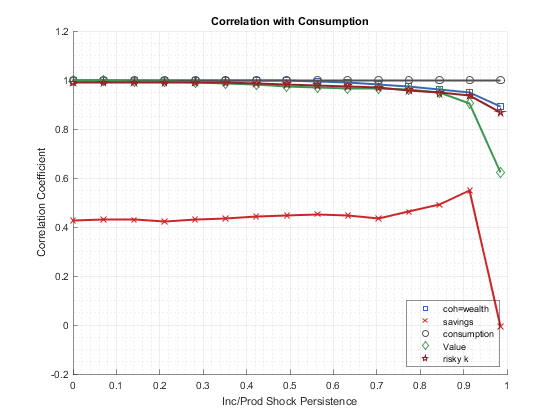 Correlation with Consumption
1.2
1
0.8
0.6
0.4
0.2
0
-0.2
Correlation Coefficient
0 0.1 0.2 0.3 0.4 0.5 0.6 0.7 0.8 0.9 1
Inc/Prod Shock Persistence
coh=wealth
savings
consumption
Value
risky k